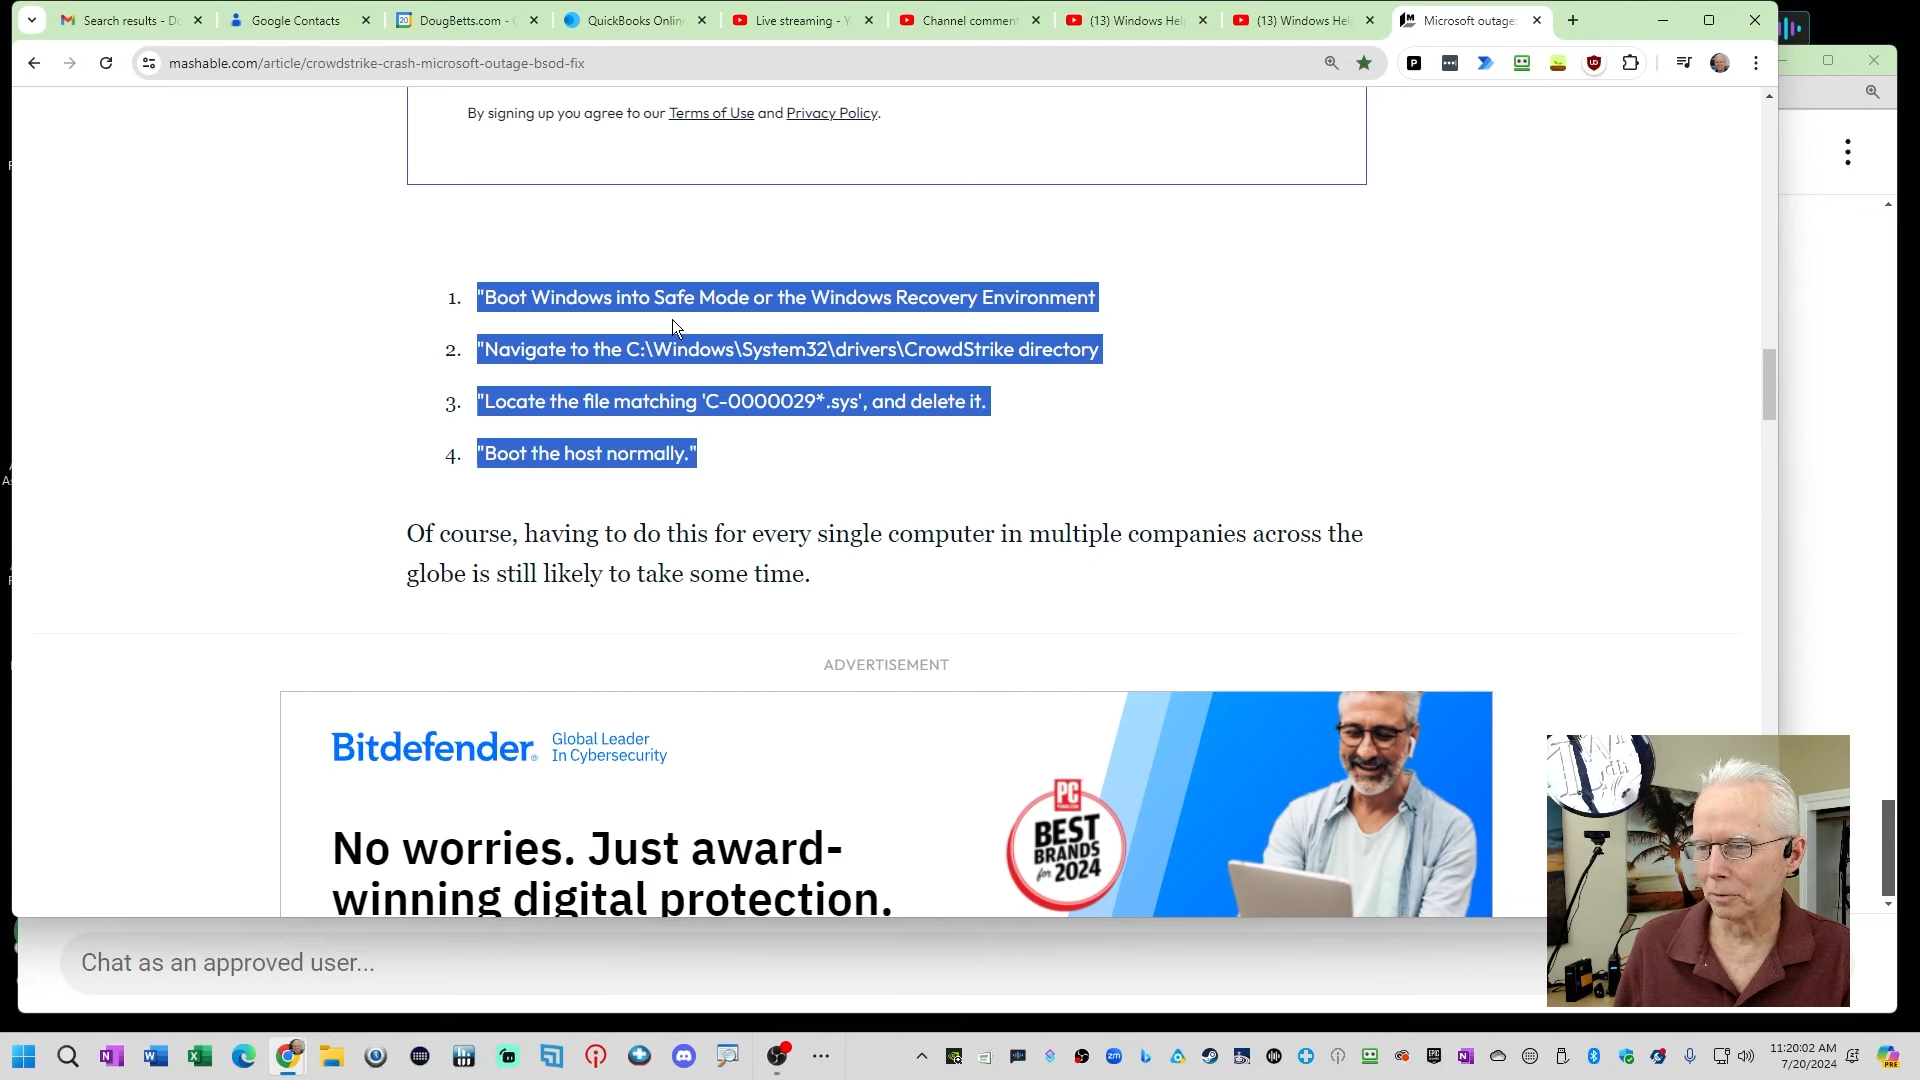 Search results - Do
Google Contacts
DougBetts.com - C
QuickBooks Onlin
Live streaming - Y
Channel comment
(13) Windows Hel
(13) Windows Hel
Microsoft outage
mashable.com/article/crowdstrike-crash-microsoft-outage-bsod-fix
By signing up you agree to our Terms of Use and Privacy Policy.
1. "Boot Windows into Safe Mode or the Windows Recovery Environment
2. "Navigate to the C:\Windows\System32\drivers\CrowdStrike directory
3. "Locate the file matching 'C-0000029*.sys', and delete it.
4. "Boot the host normally."
Of course, having to do this for every single computer in multiple companies across the
globe is still likely to take some time.
ADVERTISEMENT
Bitdefender
Global Leader
In Cybersecurity
No worries. Just award-
winning digital protection.
PC
BEST
BRANDS
for 2024
Chat as an approved user...
11:20:02 AM
7/20/2024